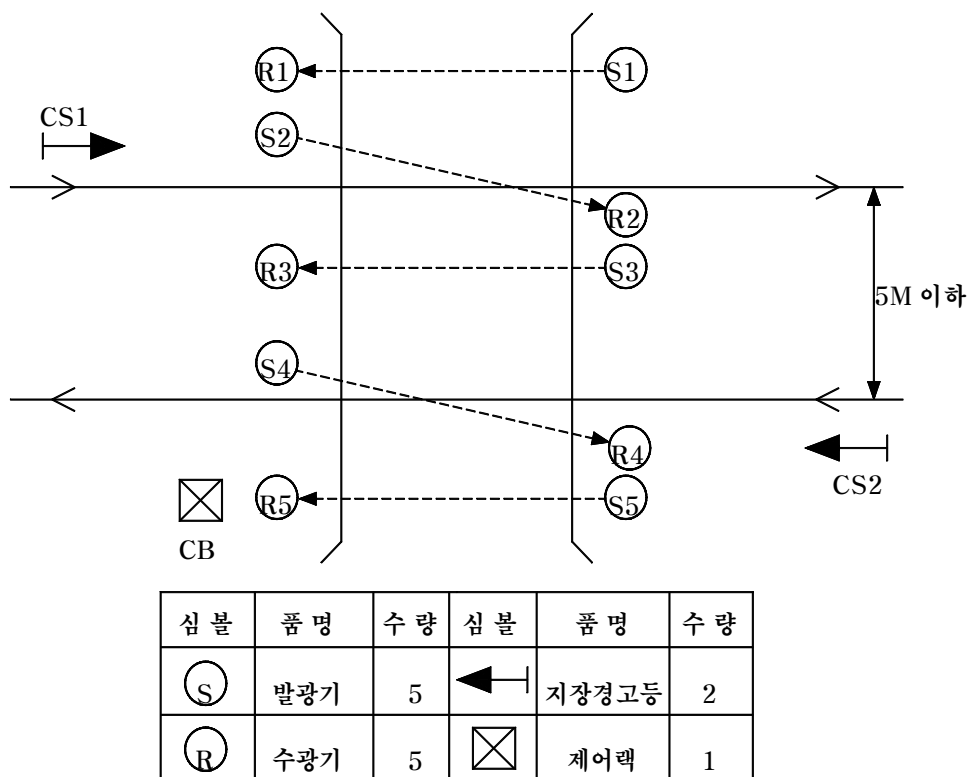 R1 S1
CS1
S2
R2
R3 S3
5M 이하
S4
R4
CS2
R5 S5
CB
심 볼 품 명 수 량 심 볼 품 명 수 량
S 발광기 5 지장경고등 2
R 수광기 5 제어랙 1